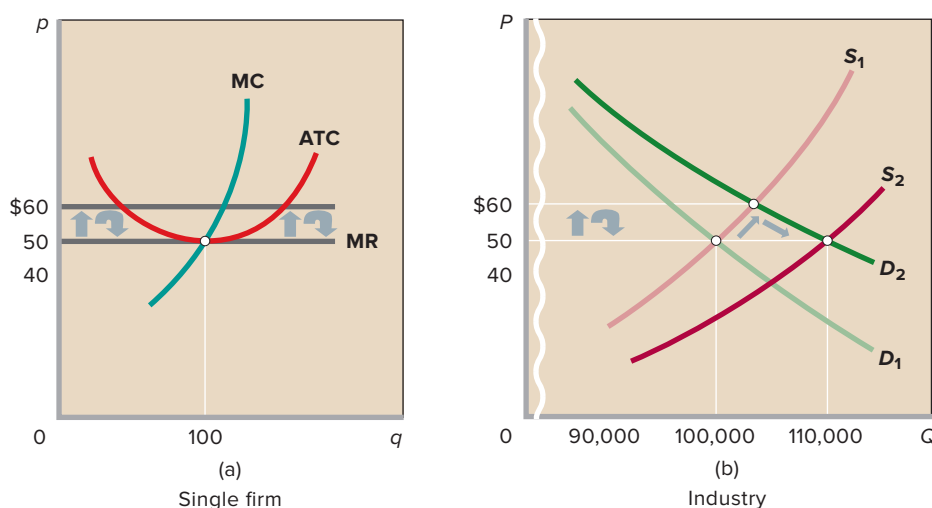 p
MC
ATC
$60
50
MR
40
0
100
q
(a)
Single firm
P
S1
S2
$60
50
40
D2
D1
0
90,000
100,000
110,000
Q
(b)
Industry